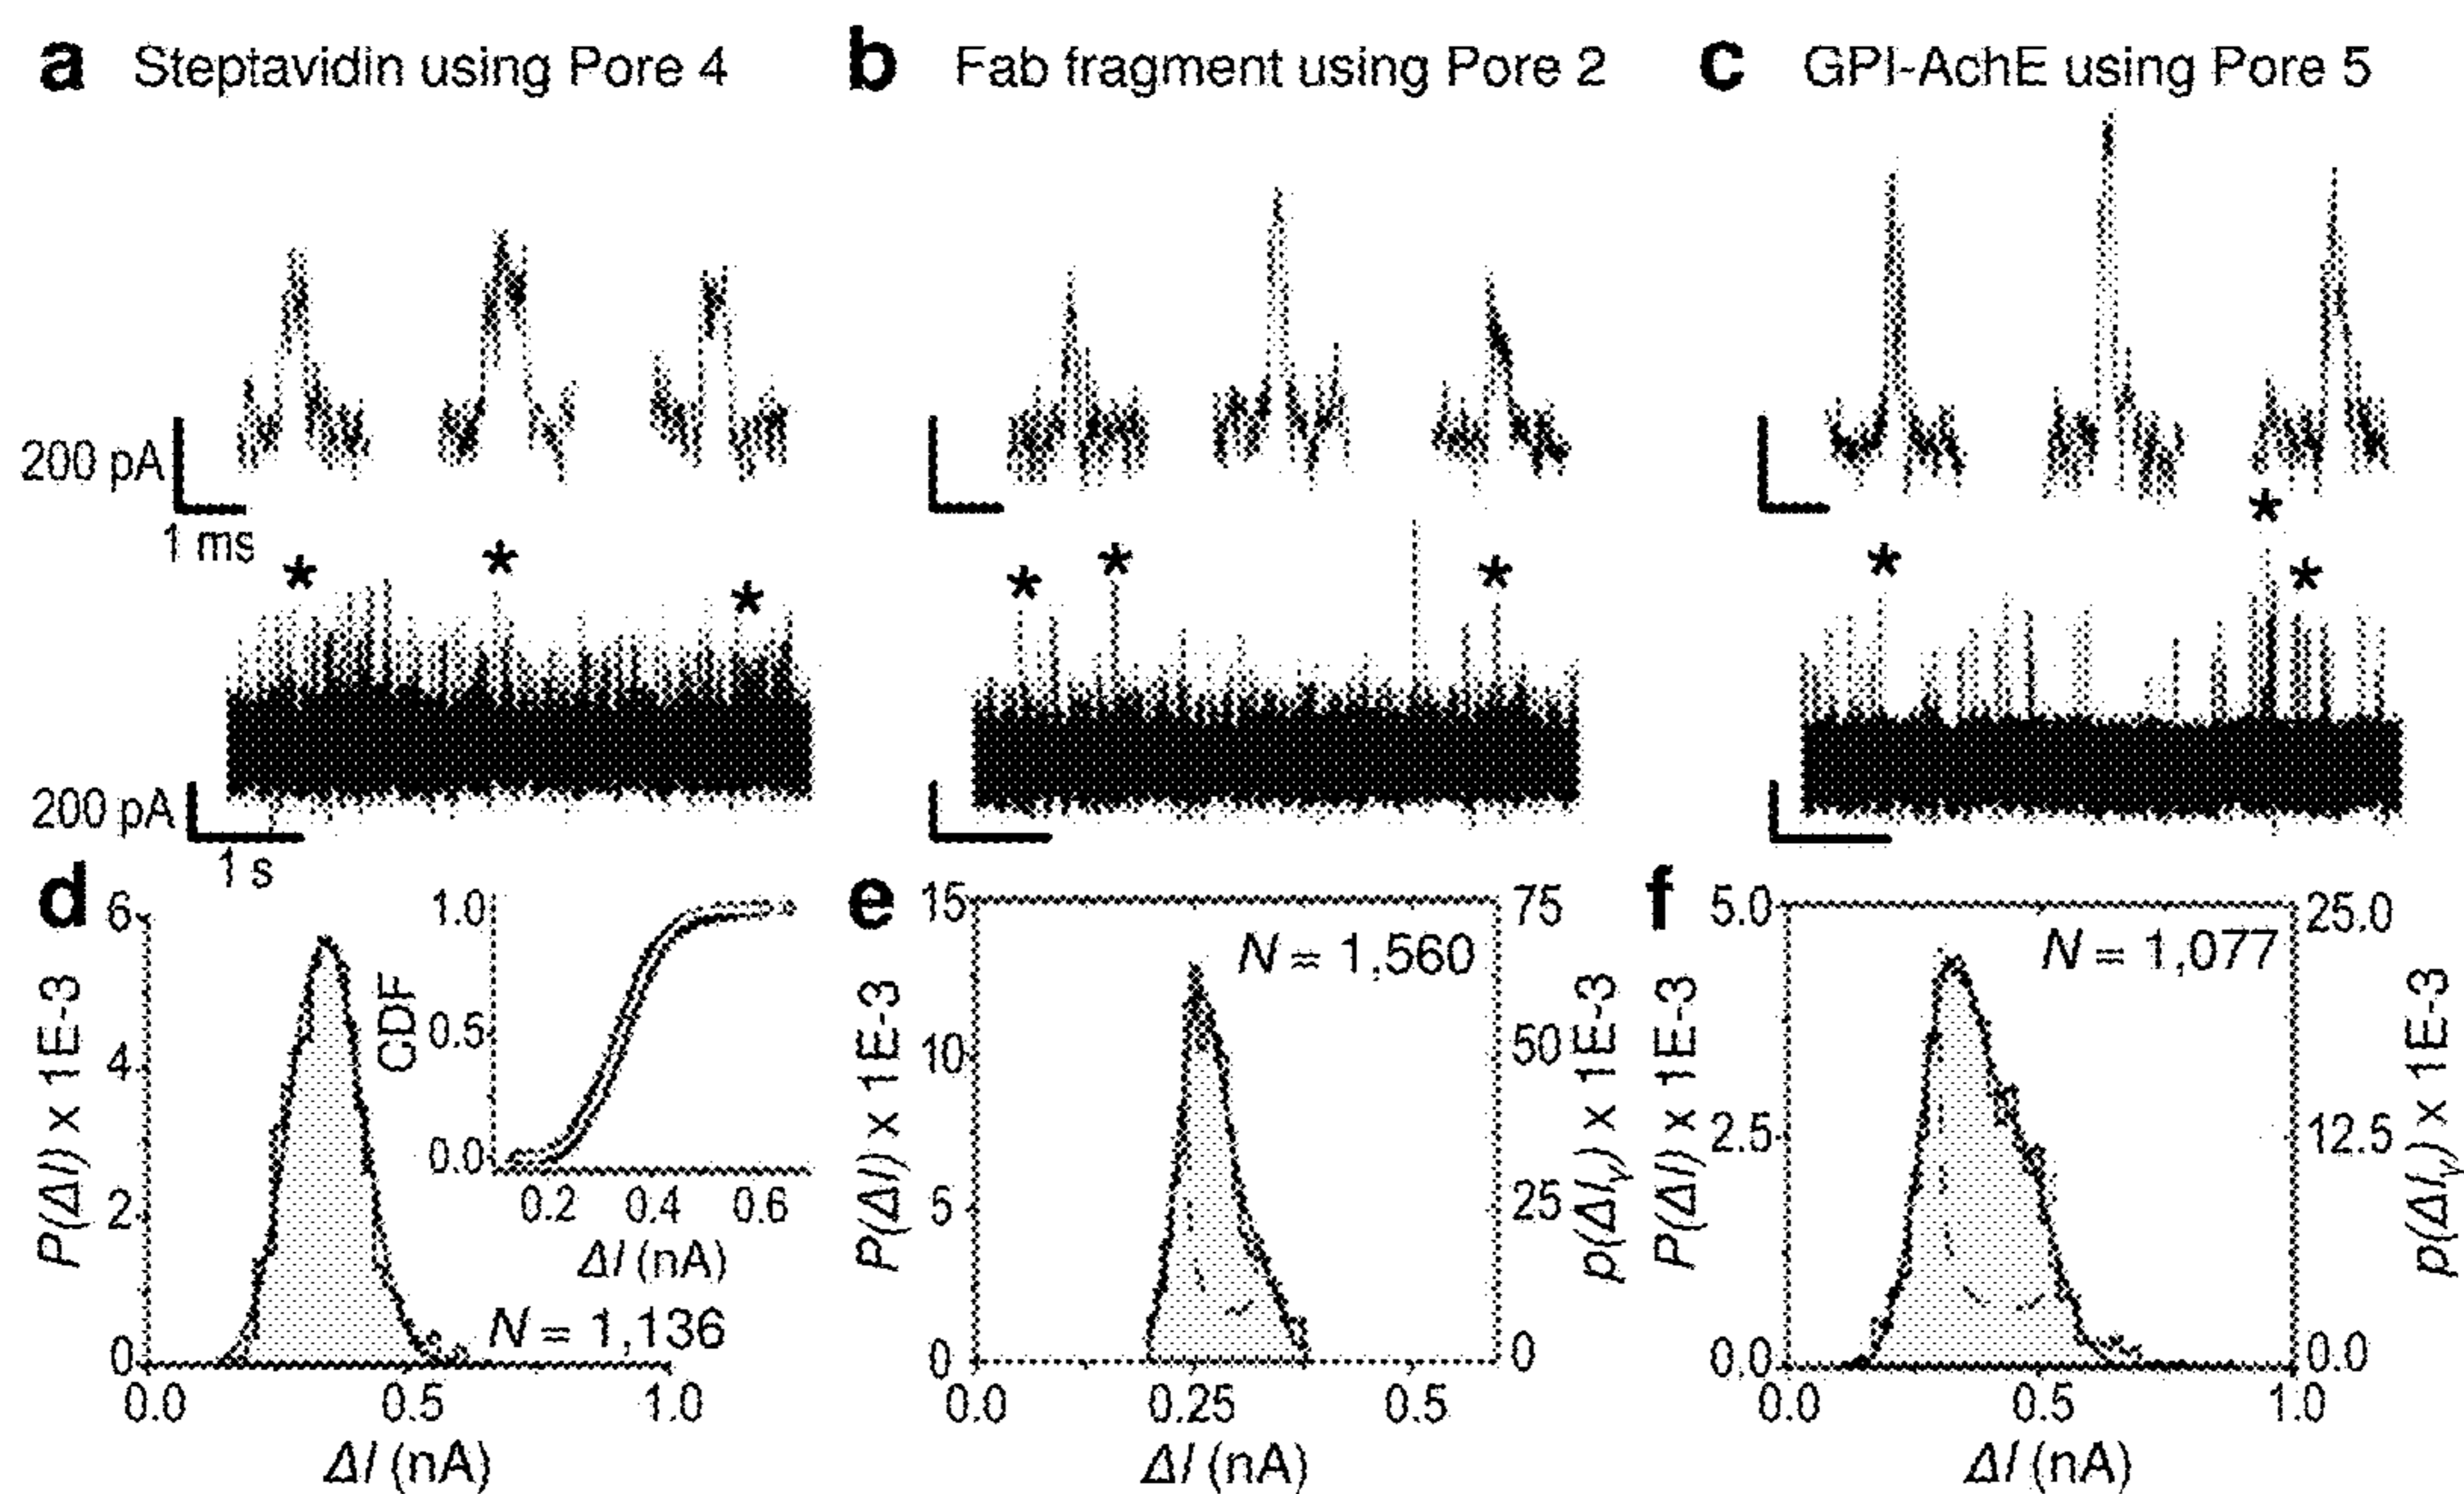 a Steptavidin using Pore 4
b Fab fragment using Pore 2
c GPI-AchE using Pore 5
200 pA
1 ms
* * *
* * *
* * *
200 pA
1 s
d
P(ΔI) x 1E-3
6
4
2
0
0.0 0.5 1.0
ΔI (nA)
N = 1,136
CDF
1.0
0.5
0.0
0.2 0.4 0.6
ΔI (nA)
e
P(ΔI) x 1E-3
15
10
5
0
N = 1,560
75
50
25
0
p(ΔIγ) x 1E-3
0.0 0.25 0.5
ΔI (nA)
f
P(ΔI) x 1E-3
5.0
2.5
0.0
N = 1,077
25.0
12.5
0.0
p(ΔIγ) x 1E-3
0.0 0.5 1.0
ΔI (nA)